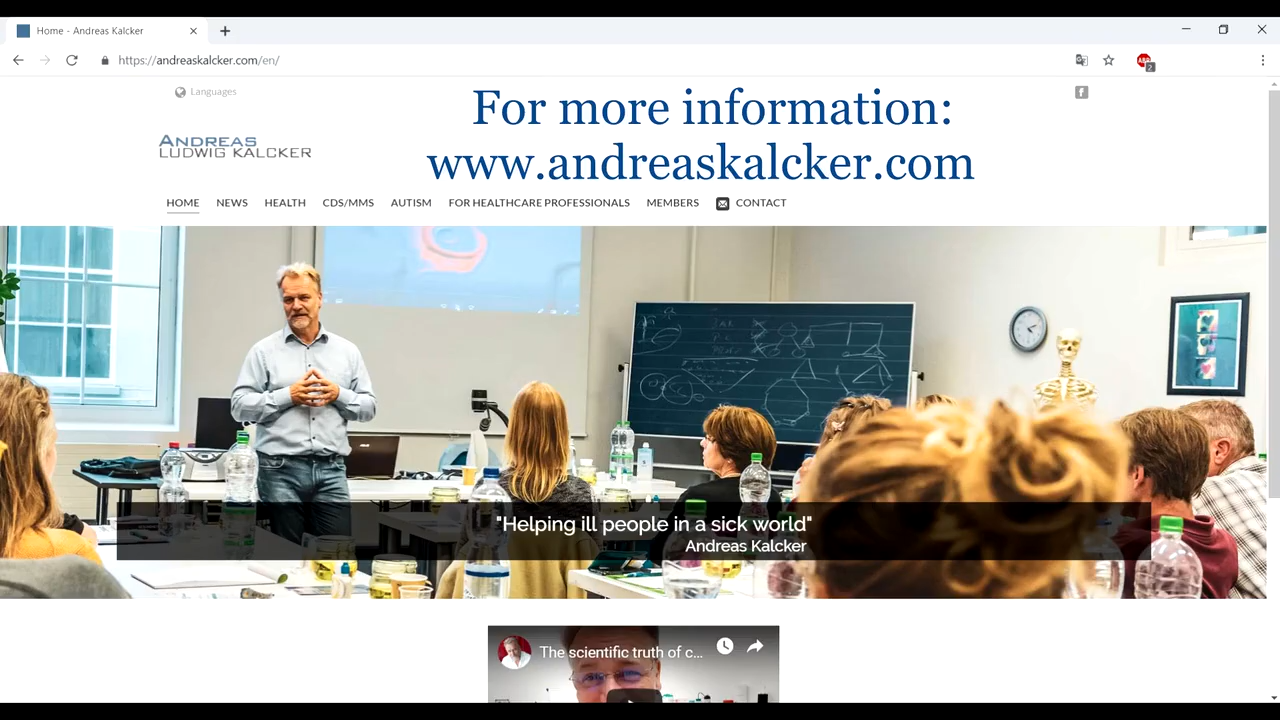 Home - Andreas Kalcker
https://andreaskalcker.com/en/
ABP
2
Languages
For more information:
www.andreaskalcker.com
ANDREAS
LUDWIG KALCKER
HOME NEWS HEALTH CDS/MMS AUTISM FOR HEALTHCARE PROFESSIONALS MEMBERS CONTACT
"Helping ill people in a sick world"
Andreas Kalcker
The scientific truth of c...